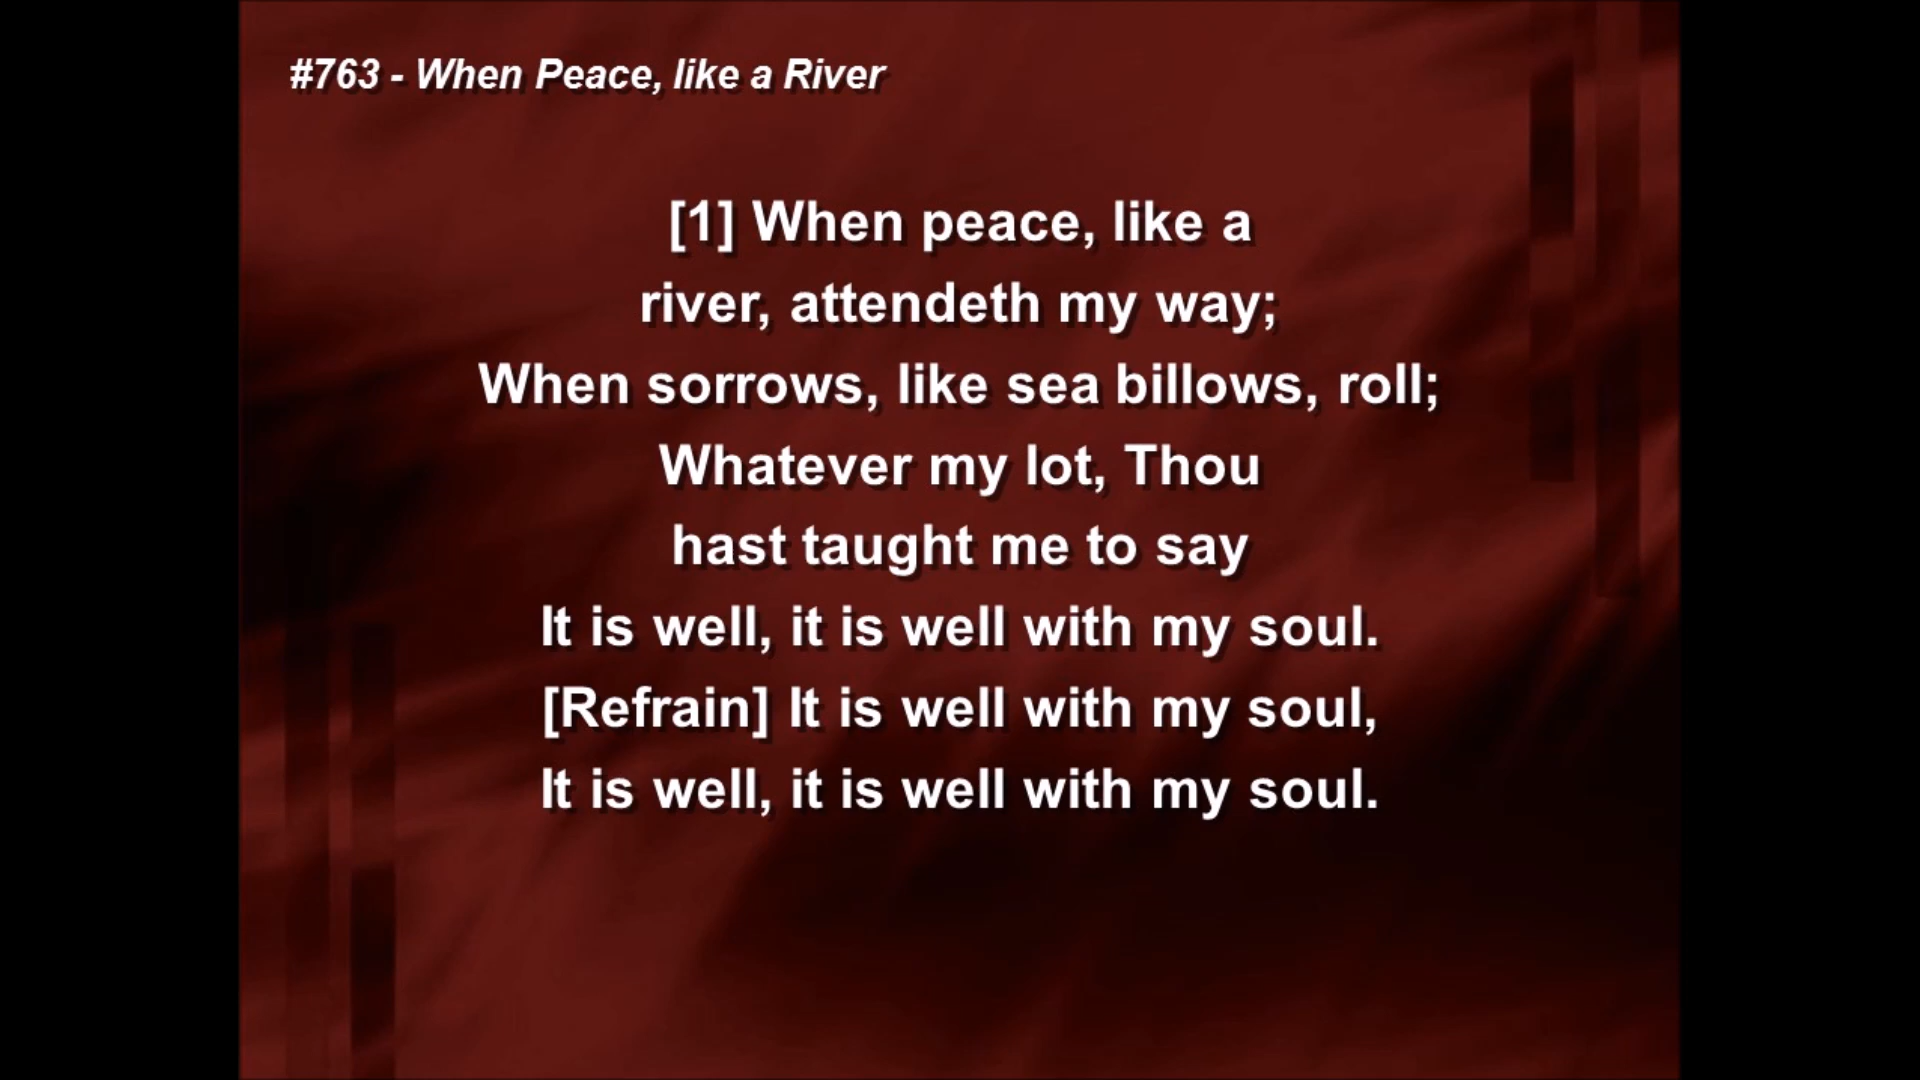 #763 - When Peace, like a River
[1] When peace, like a
river, attendeth my way;
When sorrows, like sea billows, roll;
Whatever my lot, Thou
hast taught me to say
It is well, it is well with my soul.
[Refrain] It is well with my soul,
It is well, it is well with my soul.